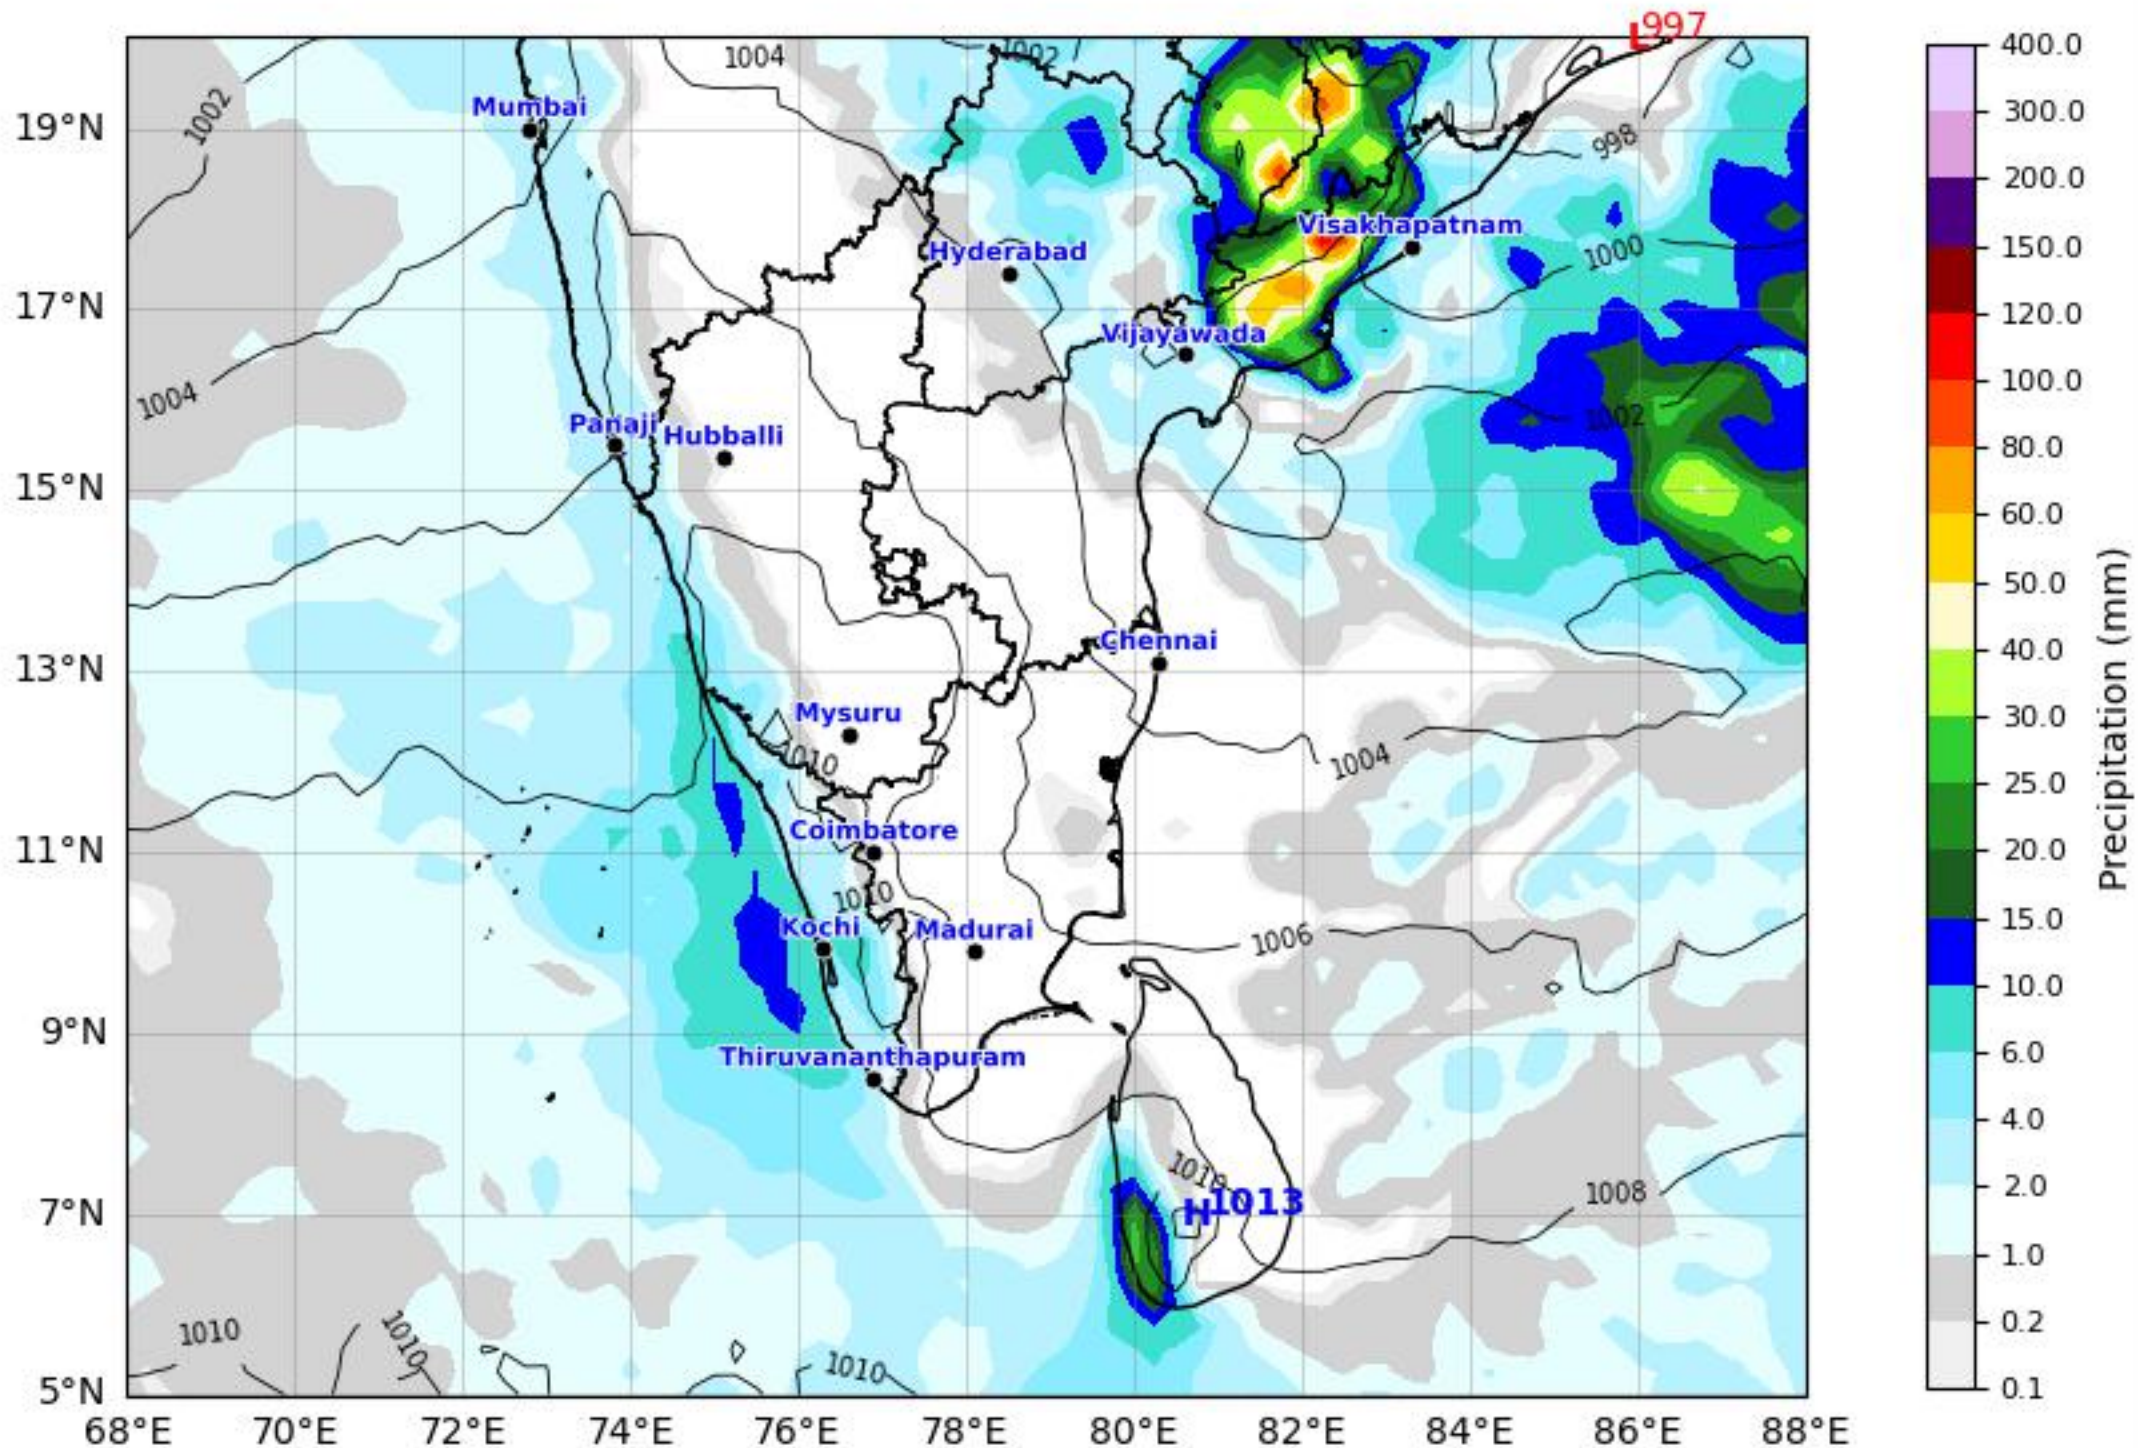 L997
1004
1002
1002
Mumbai
19°N
998
Visakhapatnam
Hyderabad
1000
17°N
Vijayawada
1004
1002
Panaji
Hubballi
15°N
Chennai
13°N
Mysuru
1010
1004
Coimbatore
11°N
1010
Kochi
Madurai
1006
9°N
Thiruvananthapuram
1010
H1013
1008
7°N
1010
1010
1010
5°N
68°E
70°E
72°E
74°E
76°E
78°E
80°E
82°E
84°E
86°E
88°E
400.0
300.0
200.0
150.0
120.0
100.0
80.0
60.0
50.0
40.0
30.0
25.0
20.0
15.0
10.0
6.0
4.0
2.0
1.0
0.2
0.1
Precipitation (mm)